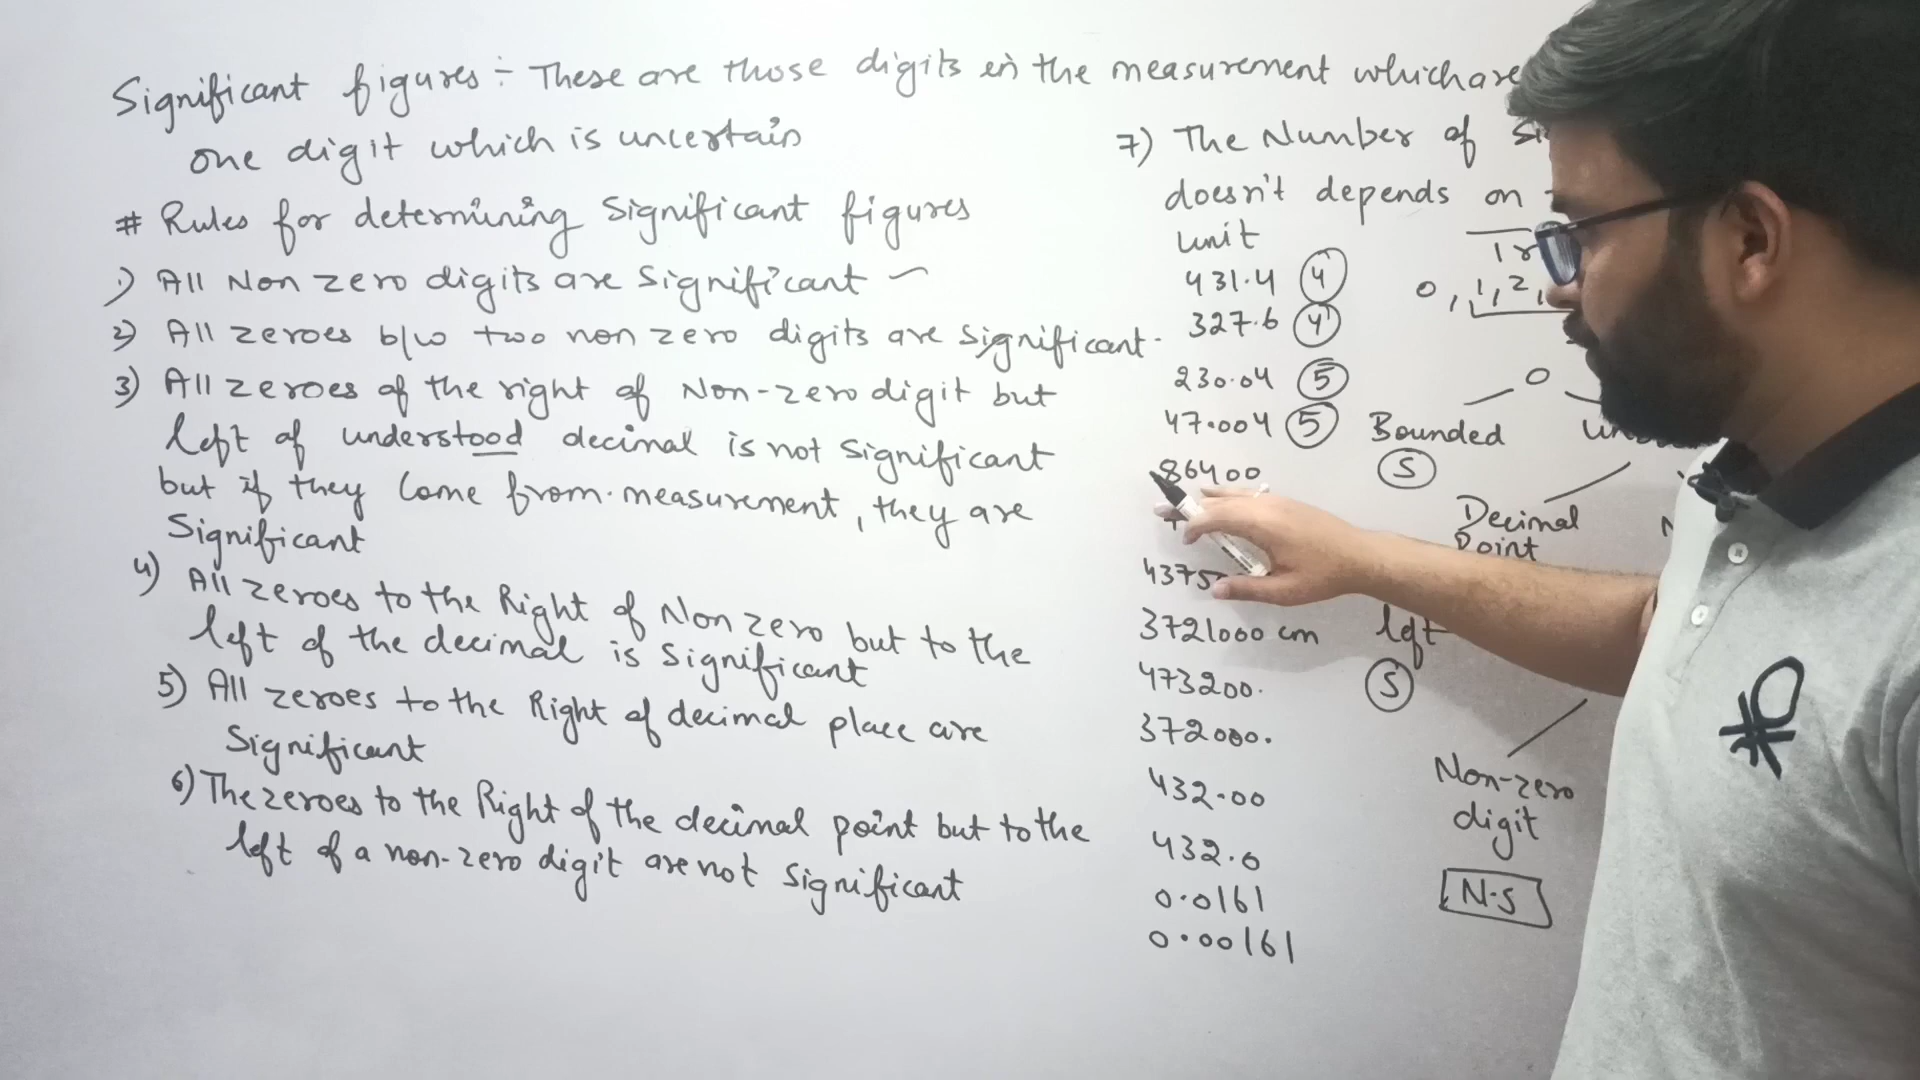 Significant figures :- These are those digits in the measurement which are
one digit which is uncertain
# Rules for determining Significant figures
1) All Non zero digits are Significant
2) All zeroes b/w two non zero digits are significant.
3) All zeroes of the right of Non-zero digit but
left of understood decimal is not significant
but if they come from measurement, they are
Significant
4) All zeroes to the Right of Non zero but to the
left of the decimal is significant
5) All zeroes to the Right of decimal place are
Significant
6) The zeroes to the Right of the decimal point but to the
left of a non-zero digit are not significant
7) The Number of
doesn't depends on
unit
431.4 4
327.6 4
230.04 5
47.004 5
86400
4375
3721000 cm
473200.
372000.
432.00
432.0
0.0161
0.00161
0, 1, 2,
0
Bounded
S
Decimal
Point
left
S
Non-zero
digit
N.S